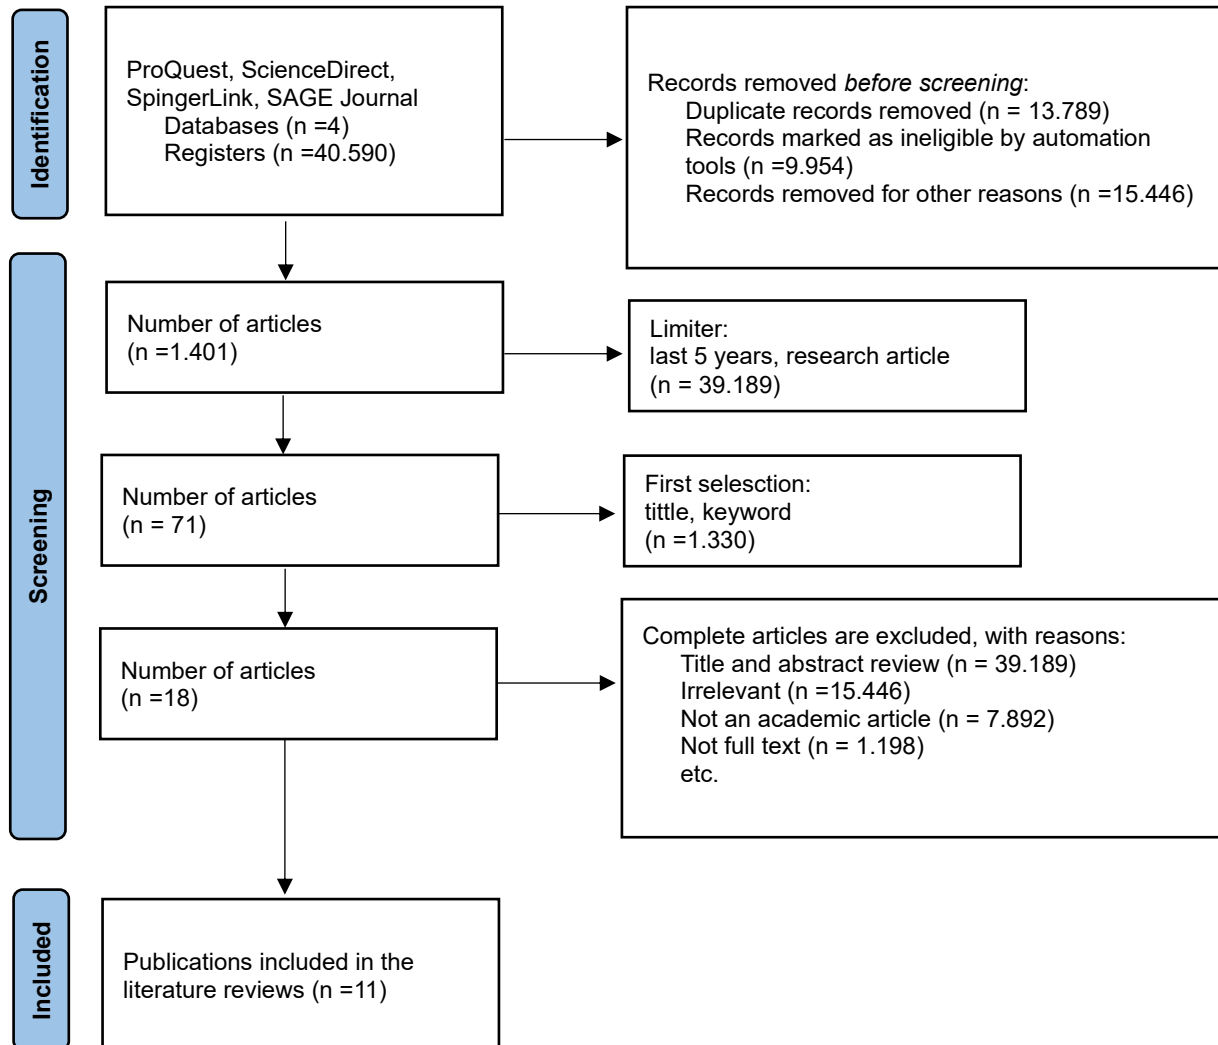 Identification
ProQuest, ScienceDirect,
SpingerLink, SAGE Journal
Databases (n =4)
Registers (n =40.590)
Records removed before screening:
Duplicate records removed (n = 13.789)
Records marked as ineligible by automation
tools (n =9.954)
Records removed for other reasons (n =15.446)
Screening
Number of articles
(n =1.401)
Limiter:
last 5 years, research article
(n = 39.189)
Number of articles
(n = 71)
First selesction:
tittle, keyword
(n =1.330)
Number of articles
(n =18)
Complete articles are excluded, with reasons:
Title and abstract review (n = 39.189)
Irrelevant (n =15.446)
Not an academic article (n = 7.892)
Not full text (n = 1.198)
etc.
Included
Publications included in the
literature reviews (n =11)